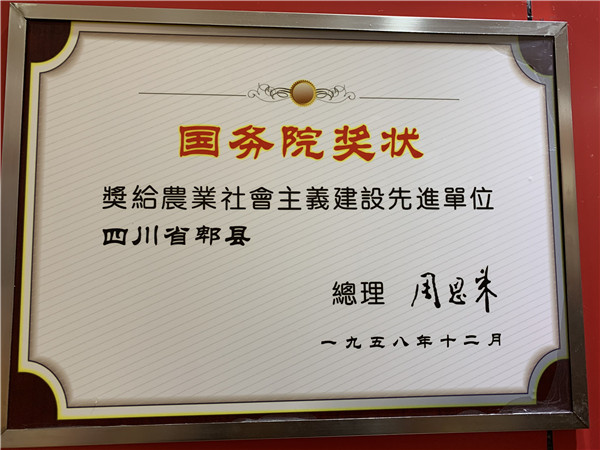 国务院奖状
獎給農業社會主義建設先進單位
四川省郫县
總理 周恩来
一九五八年十二月